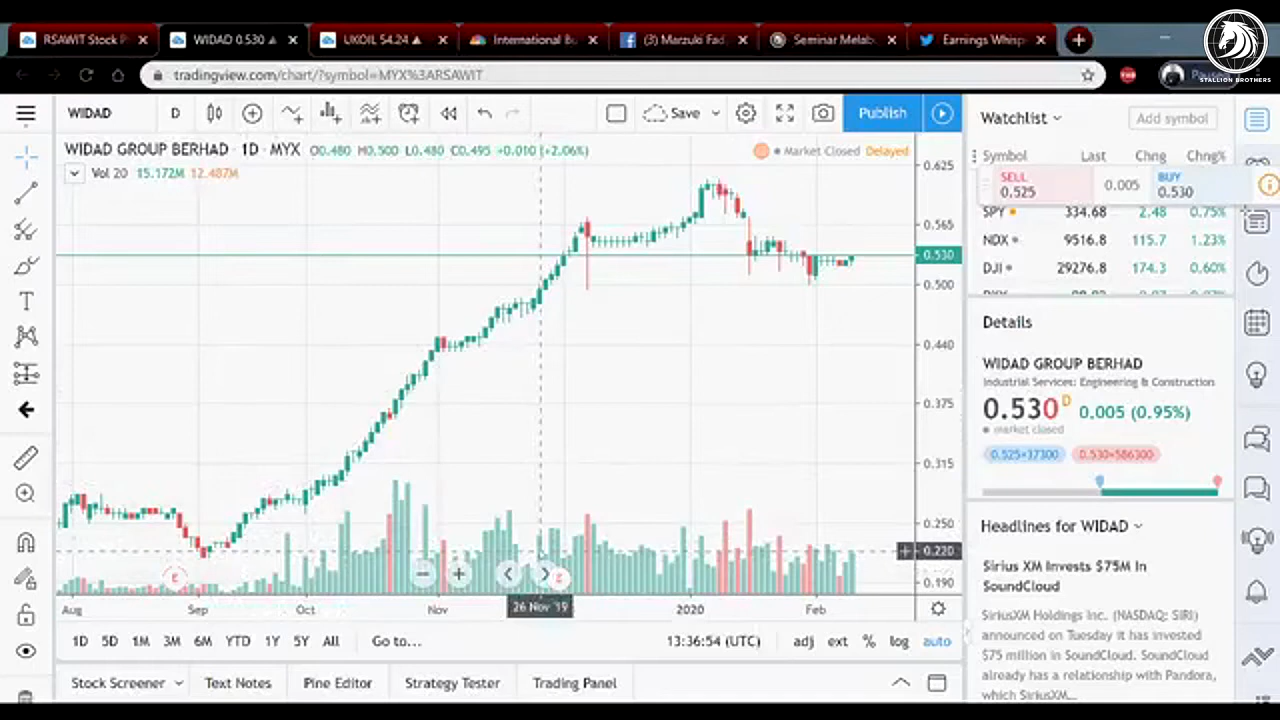 RSAWIT Stock P
WIDAD 0.530 ▲
UKOIL 54.24 ▲
International Bu
(3) Marzuki Fad
Seminar Melab
Earnings Whisp
STALLION BROTHERS
tradingview.com/chart/?symbol=MYX%3ARSAWIT
Paused
WIDAD
D
Save
Publish
Watchlist
Add symbol
WIDAD GROUP BERHAD · 1D · MYX O0.480 H0.500 L0.480 C0.495 +0.010 (+2.06%)
Market Closed Delayed
Vol 20 15.172M 12.487M
Symbol Last Chng Chng%
SELL
0.525
0.005
BUY
0.530
SPY 334.68 2.48 0.75%
NDX 9516.8 115.7 1.23%
DJI 29276.8 174.3 0.60%
0.625
0.565
0.530
0.500
0.440
0.375
0.315
0.250
0.220
0.190
Details
WIDAD GROUP BERHAD
Industrial Services: Engineering & Construction
0.530 D 0.005 (0.95%)
market closed
0.525×37300 0.530×586300
Headlines for WIDAD
Sirius XM Invests $75M In
SoundCloud
SiriusXM Holdings Inc. (NASDAQ: SIRI)
announced on Tuesday it has invested
$75 million in SoundCloud. SoundCloud
already has a relationship with Pandora,
which SiriusXM...
E
E
Aug Sep Oct Nov 26 Nov '19 2020 Feb
1D 5D 1M 3M 6M YTD 1Y 5Y All Go to...
13:36:54 (UTC) adj ext % log auto
Stock Screener Text Notes Pine Editor Strategy Tester Trading Panel